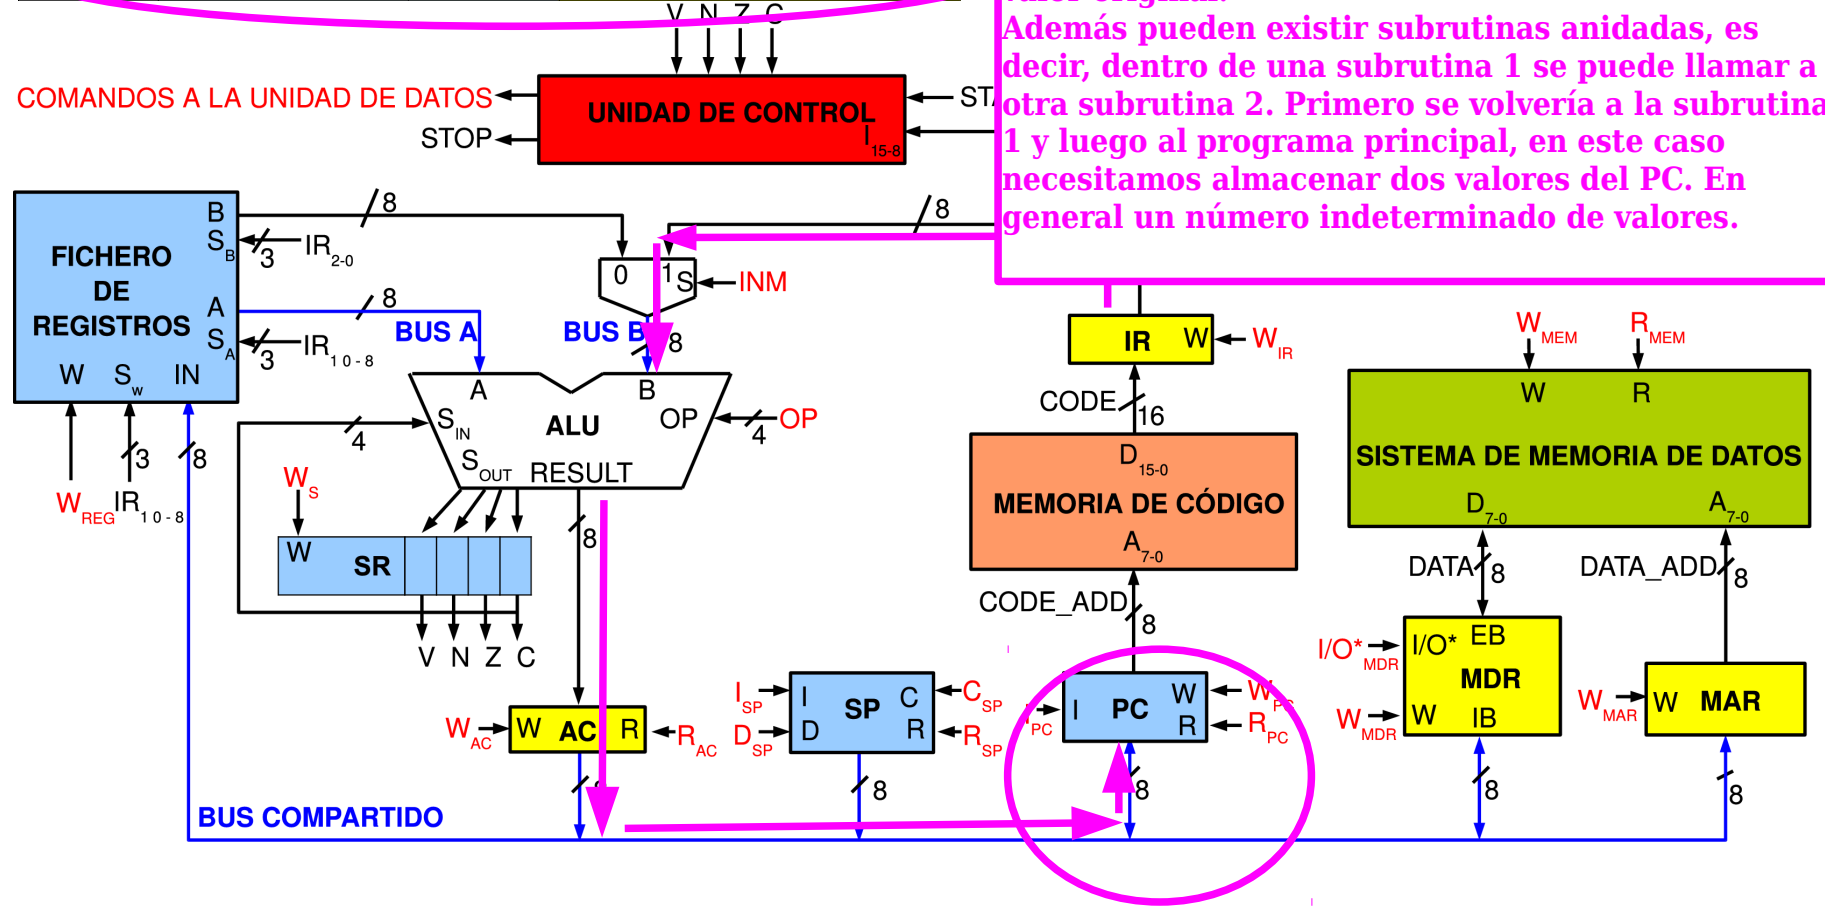 valor original.
Además pueden existir subrutinas anidadas, es
decir, dentro de una subrutina 1 se puede llamar a
otra subrutina 2. Primero se volvería a la subrutina
1 y luego al programa principal, en este caso
necesitamos almacenar dos valores del PC. En
general un número indeterminado de valores.
V N Z C
COMANDOS A LA UNIDAD DE DATOS
STOP
UNIDAD DE CONTROL
I15-8
FICHERO
DE
REGISTROS
B
SB
A
SA
W Sw IN
8
3 IR2-0
8
3 IR10-8
BUS A
BUS B
8
0 1 S
INM
8
WREG
3
IR10-8
8
4
A B
SIN
ALU
OP
4
OP
SOUT RESULT
WS
W
SR
8
V N Z C
WAC
W AC R
RAC
8
ISP
DSP
I
D
SP
C
R
CSP
RSP
8
IR W
WIR
CODE
16
D15-0
MEMORIA DE CÓDIGO
A7-0
CODE_ADD
8
IPC
I PC
W
R
WPC
RPC
8
WMEM RMEM
W R
SISTEMA DE MEMORIA DE DATOS
D7-0 A7-0
DATA 8
DATA_ADD 8
I/O*MDR
I/O* EB
MDR
WMDR
W IB
8
WMAR
W MAR
8
BUS COMPARTIDO